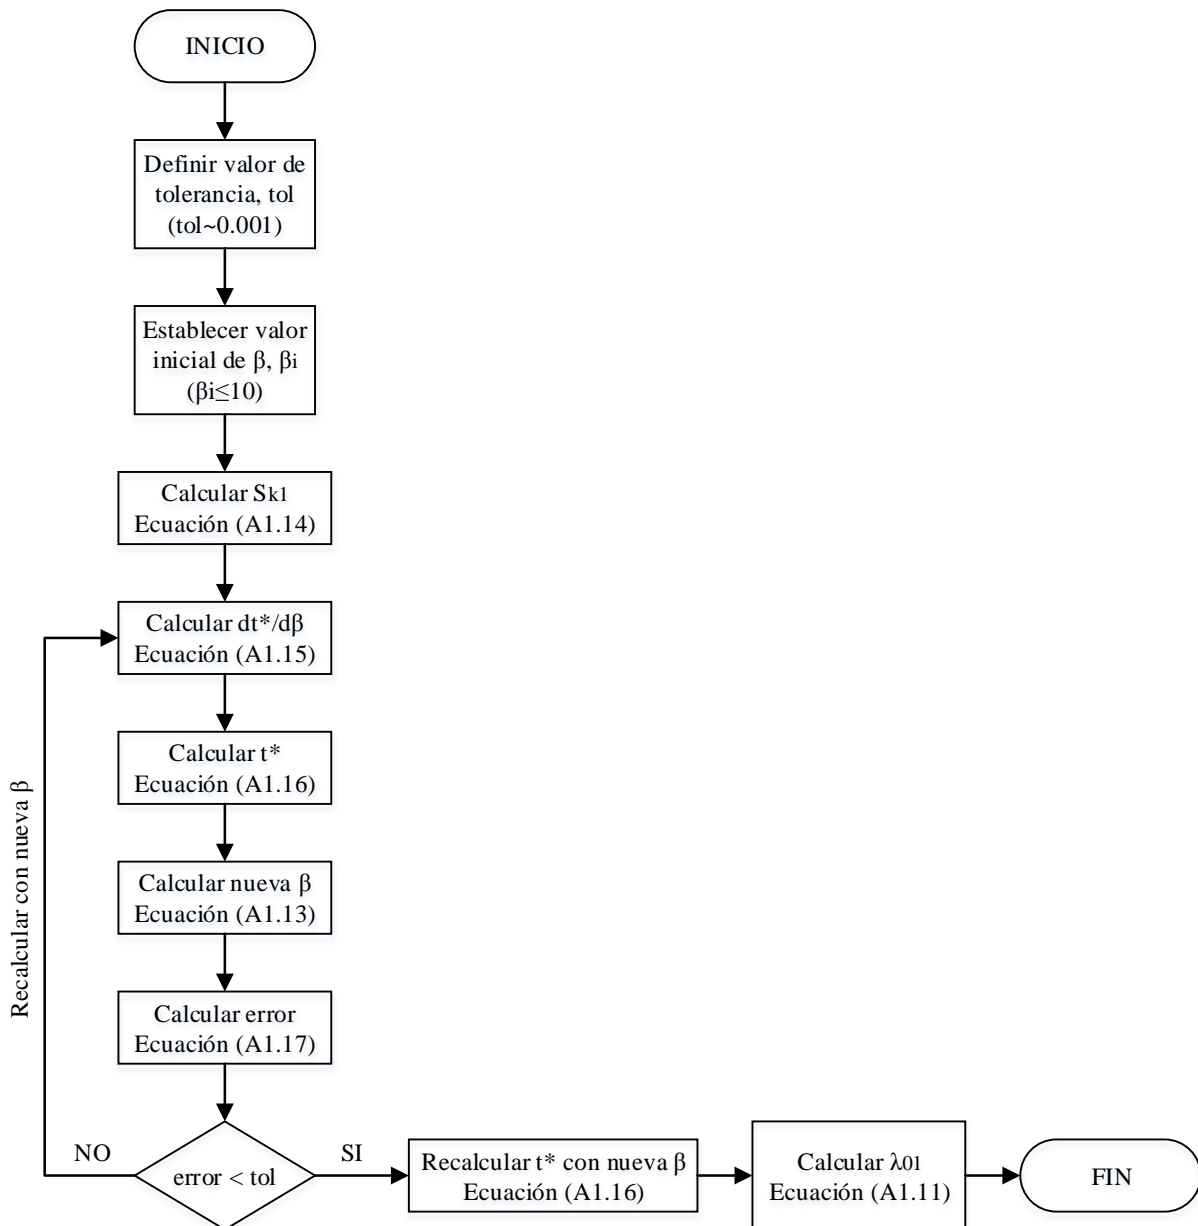 INICIO
Definir valor de
tolerancia, tol
(tol~0.001)
Establecer valor
inicial de β, βi
(βi≤10)
Calcular Sk1
Ecuación (A1.14)
Calcular dt*/dβ
Ecuación (A1.15)
Calcular t*
Ecuación (A1.16)
Calcular nueva β
Ecuación (A1.13)
Calcular error
Ecuación (A1.17)
Recalcular con nueva β
error < tol
NO
SI
Recalcular t* con nueva β
Ecuación (A1.16)
Calcular λ01
Ecuación (A1.11)
FIN